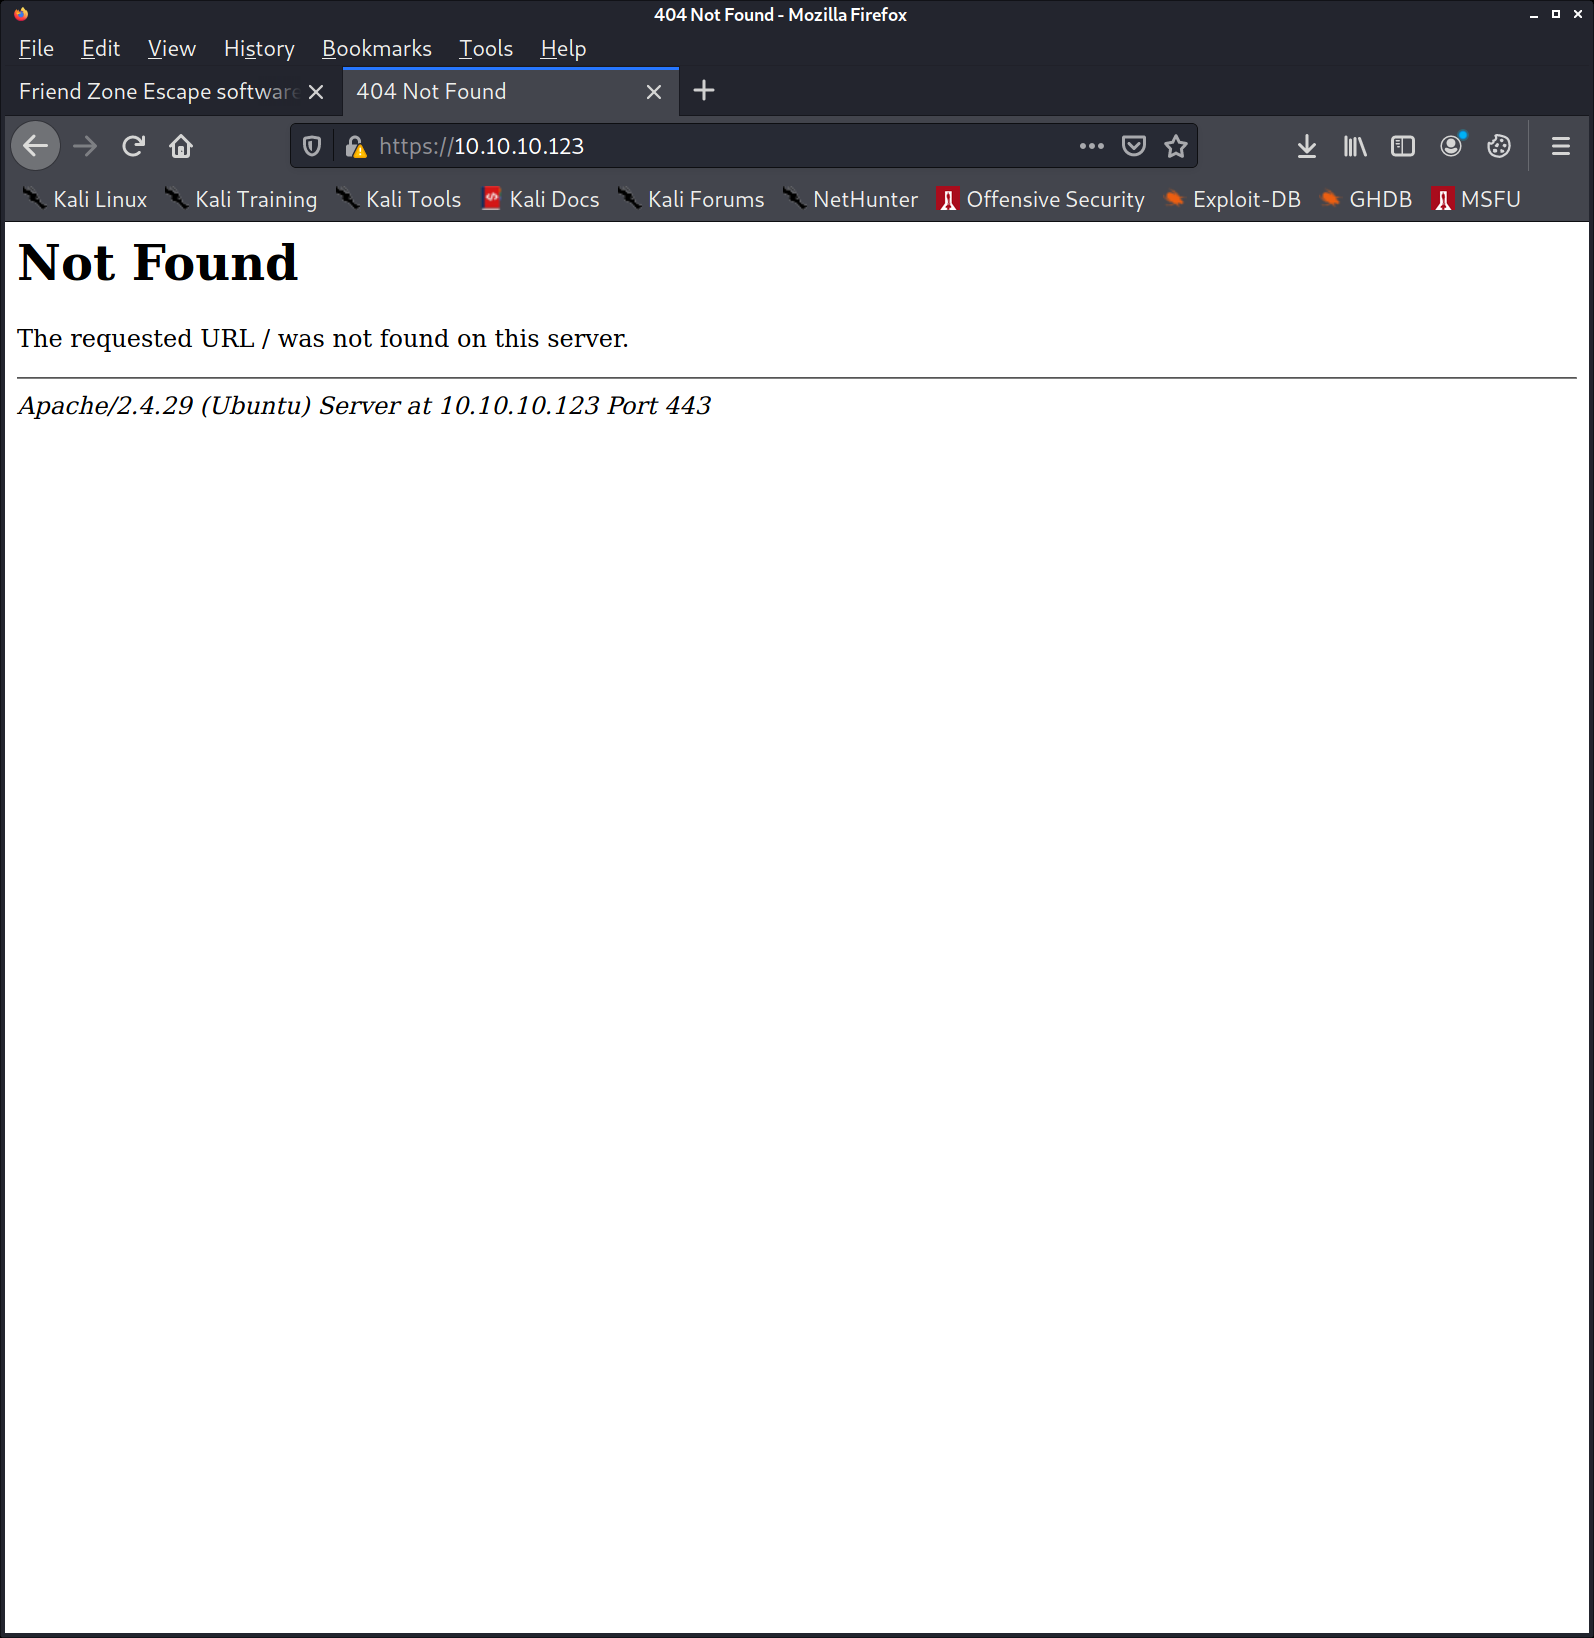 404 Not Found - Mozilla Firefox
File Edit View History Bookmarks Tools Help
Friend Zone Escape software 404 Not Found
https://10.10.10.123
Kali Linux Kali Training Kali Tools Kali Docs Kali Forums NetHunter Offensive Security Exploit-DB GHDB MSFU
Not Found
The requested URL / was not found on this server.
Apache/2.4.29 (Ubuntu) Server at 10.10.10.123 Port 443